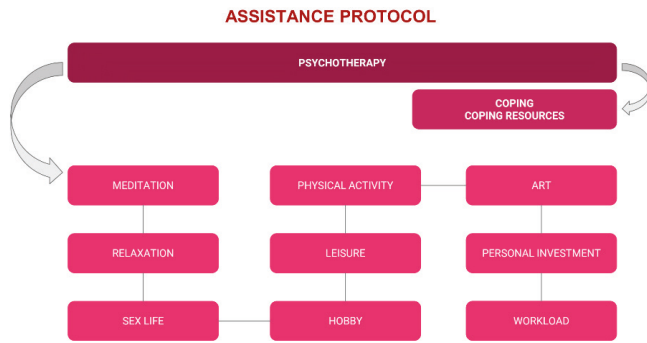 ASSISTANCE PROTOCOL
PSYCHOTHERAPY
COPING
COPING RESOURCES
MEDITATION
PHYSICAL ACTIVITY
ART
RELAXATION
LEISURE
PERSONAL INVESTMENT
SEX LIFE
HOBBY
WORKLOAD